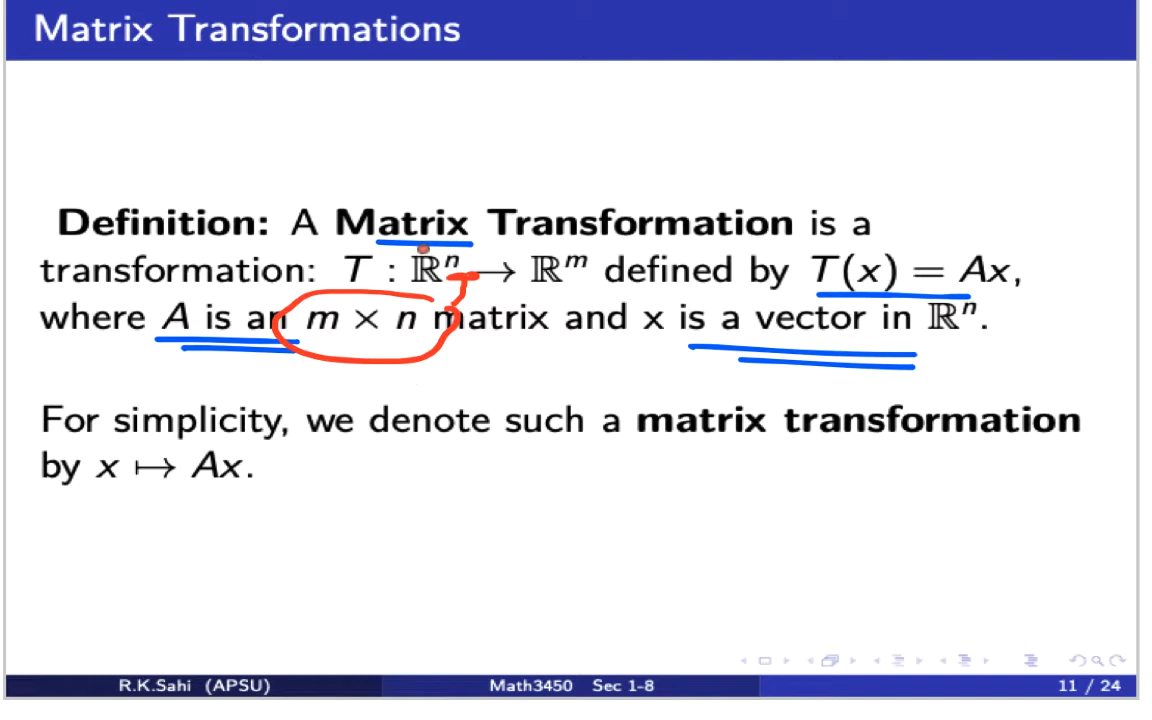 Matrix Transformations
Definition: A Matrix Transformation is a
transformation: T : ℝⁿ → ℝᵐ defined by T(x) = Ax,
where A is an m × n matrix and x is a vector in ℝⁿ.
For simplicity, we denote such a matrix transformation
by x ↦ Ax.
R.K.Sahi (APSU) Math3450 Sec 1-8 11 / 24